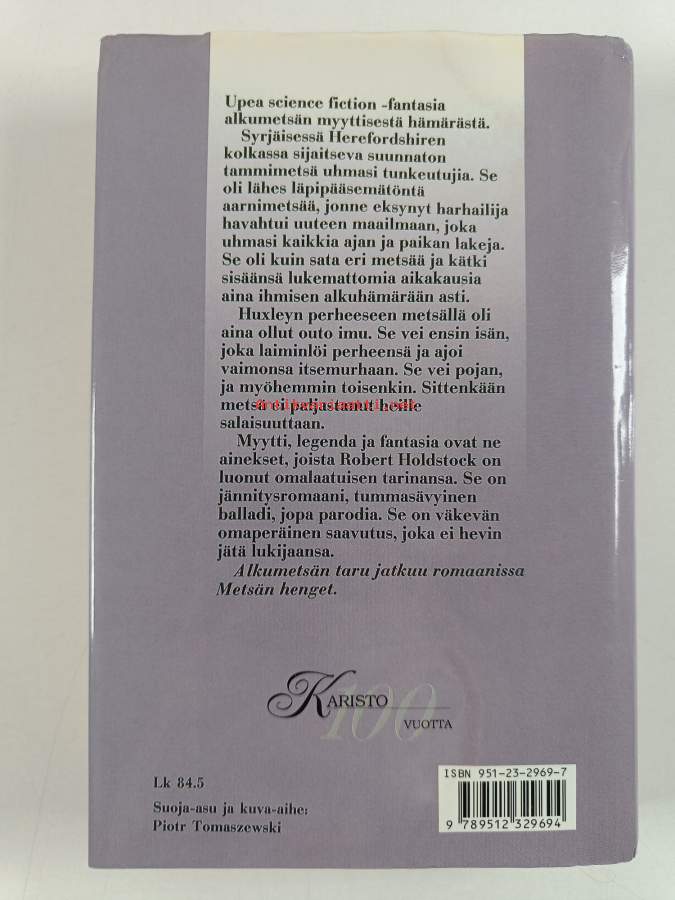 Upea science fiction -fantasia
alkumetsän myyttisestä hämärästä.
Syrjäisessä Herefordshiren
kolkassa sijaitseva suunnaton
tammimetsä uhmasi tunkeutujia. Se
oli lähes läpipääsemätöntä
aarnimetsää, jonne eksynyt harhailija
havahtui uuteen maailmaan, joka
uhmasi kaikkia ajan ja paikan lakeja.
Se oli kuin sata eri metsää ja kätki
sisäänsä lukemattomia aikakausia
aina ihmisen alkuhämärään asti.
Huxleyn perheeseen metsällä oli
aina ollut outo imu. Se vei ensin isän,
joka laiminlöi perheensä ja ajoi
vaimonsa itsemurhaan. Se vei pojan,
ja myöhemmin toisenkin. Sittenkään
metsä ei paljastanut heille
salaisuuttaan.
Myytti, legenda ja fantasia ovat ne
ainekset, joista Robert Holdstock on
luonut omalaatuisen tarinansa. Se on
jännitysromaani, tummasävyinen
balladi, jopa parodia. Se on väkevän
omaperäinen saavutus, joka ei hevin
jätä lukijaansa.
Alkumetsän taru jatkuu romaanissa
Metsän henget.
KARISTO
100
VUOTTA
Lk 84.5
Suoja-asu ja kuva-aihe:
Piotr Tomaszewski
ISBN 951-23-2969-7
9 789512 329694